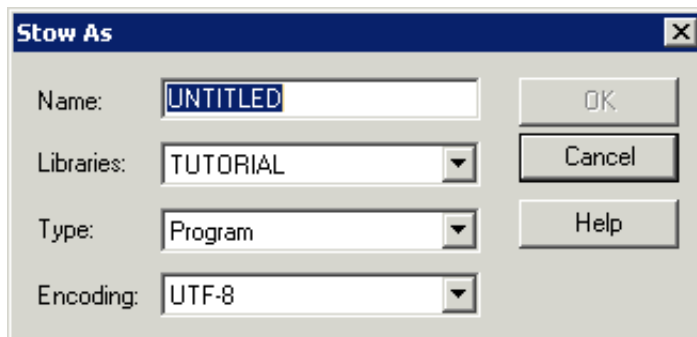 Stow As
Name: UNTITLED OK
Libraries: TUTORIAL Cancel
Type: Program Help
Encoding: UTF-8